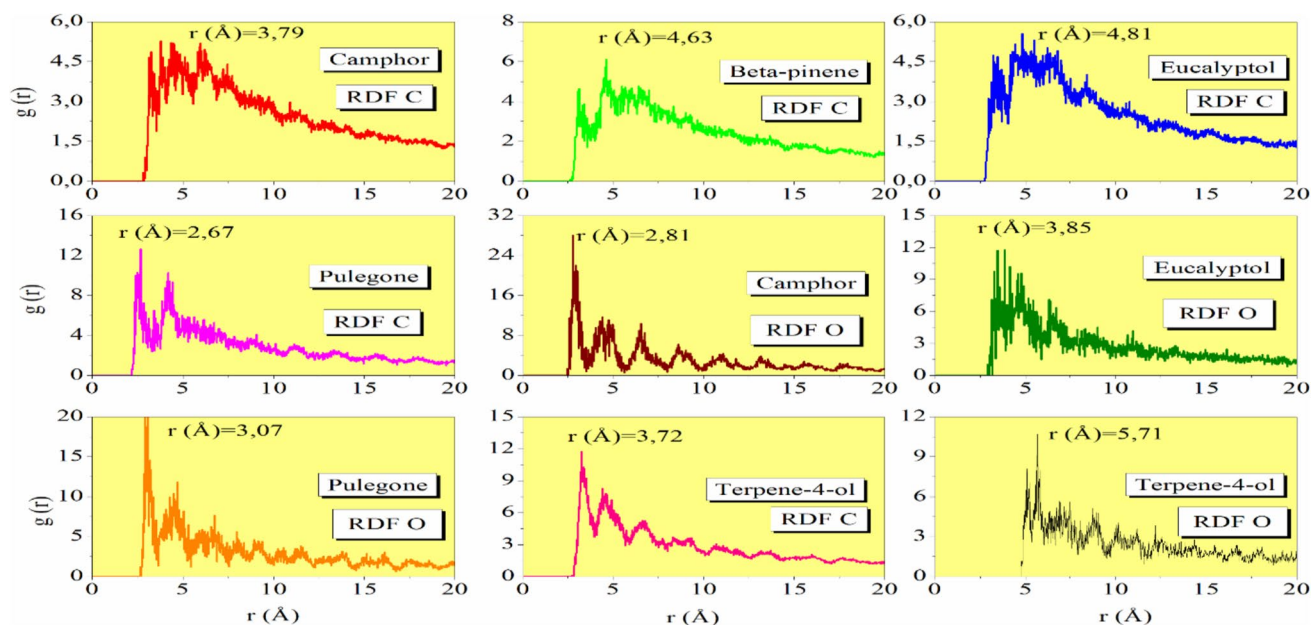 6,0
4,5
3,0
1,5
0,0
g (r)
r (Å)=3,79
Camphor
RDF C
0 5 10 15 20
8
6
4
2
0
r (Å)=4,63
Beta-pinene
RDF C
0 5 10 15 20
6,0
4,5
3,0
1,5
0,0
r (Å)=4,81
Eucalyptol
RDF C
0 5 10 15 20
16
12
8
4
0
g (r)
r (Å)=2,67
Pulegone
RDF C
0 5 10 15 20
32
24
16
8
0
r (Å)=2,81
Camphor
RDF O
0 5 10 15 20
15
12
9
6
3
0
r (Å)=3,85
Eucalyptol
RDF O
0 5 10 15 20
20
15
10
5
0
g (r)
r (Å)=3,07
Pulegone
RDF O
0 5 10 15 20
r (Å)
15
12
9
6
3
0
r (Å)=3,72
Terpene-4-ol
RDF C
0 5 10 15 20
r (Å)
12
9
6
3
0
r (Å)=5,71
Terpene-4-ol
RDF O
0 5 10 15 20
r (Å)